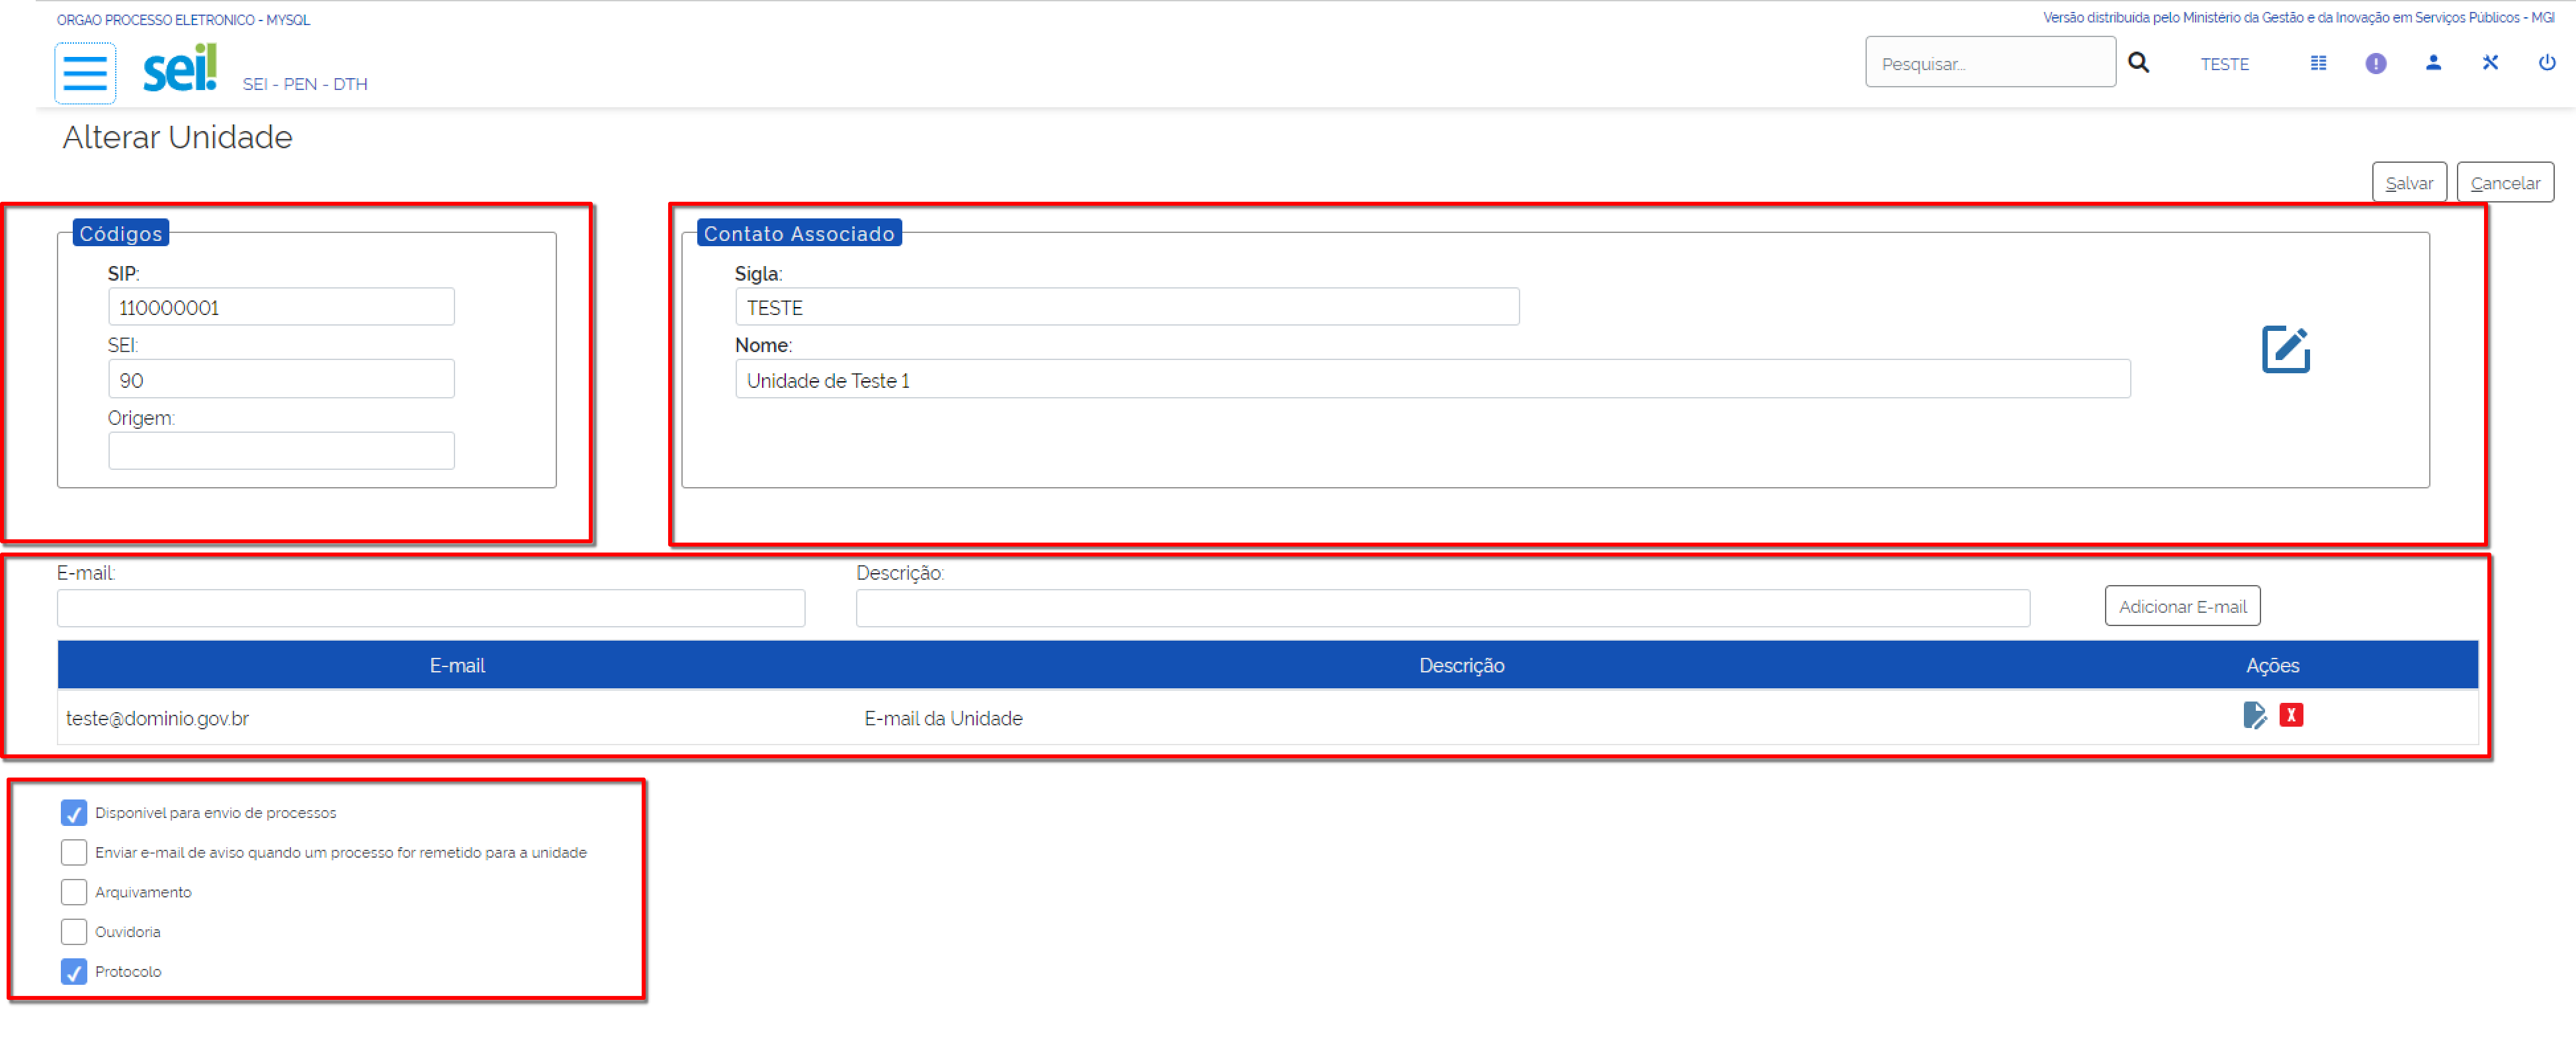 ORGAO PROCESSO ELETRONICO - MYSQL
Versão distribuída pelo Ministério da Gestão e da Inovação em Serviços Públicos - MGI
sei!
SEI - PEN - DTH
Pesquisar...
TESTE
Alterar Unidade
Salvar
Cancelar
Códigos
SIP:
110000001
SEI:
90
Origem:
Contato Associado
Sigla:
TESTE
Nome:
Unidade de Teste 1
E-mail:
Descrição:
Adicionar E-mail
E-mail
Descrição
Ações
teste@dominio.gov.br
E-mail da Unidade
X
Disponivel para envio de processos
Enviar e-mail de aviso quando um processo for remetido para a unidade
Arquivamento
Ouvidoria
Protocolo